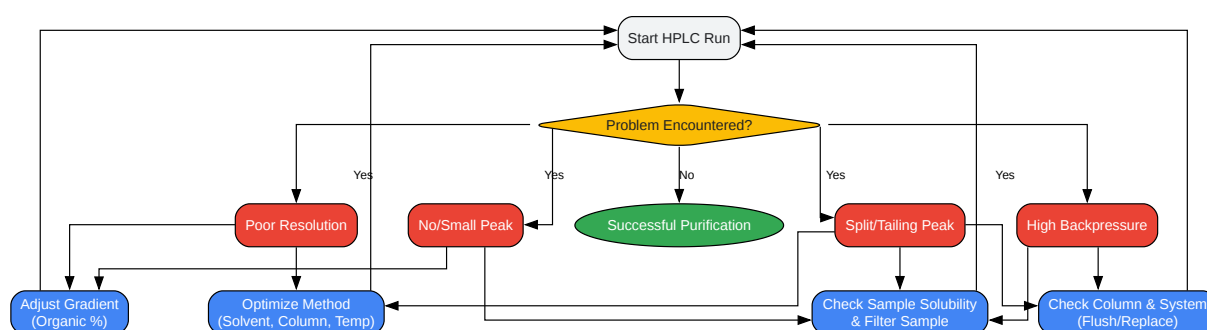 Start HPLC Run
Problem Encountered?
Yes
Yes
No
Yes
Yes
Poor Resolution
No/Small Peak
Successful Purification
Split/Tailing Peak
High Backpressure
Adjust Gradient
(Organic %)
Optimize Method
(Solvent, Column, Temp)
Check Sample Solubility
& Filter Sample
Check Column & System
(Flush/Replace)